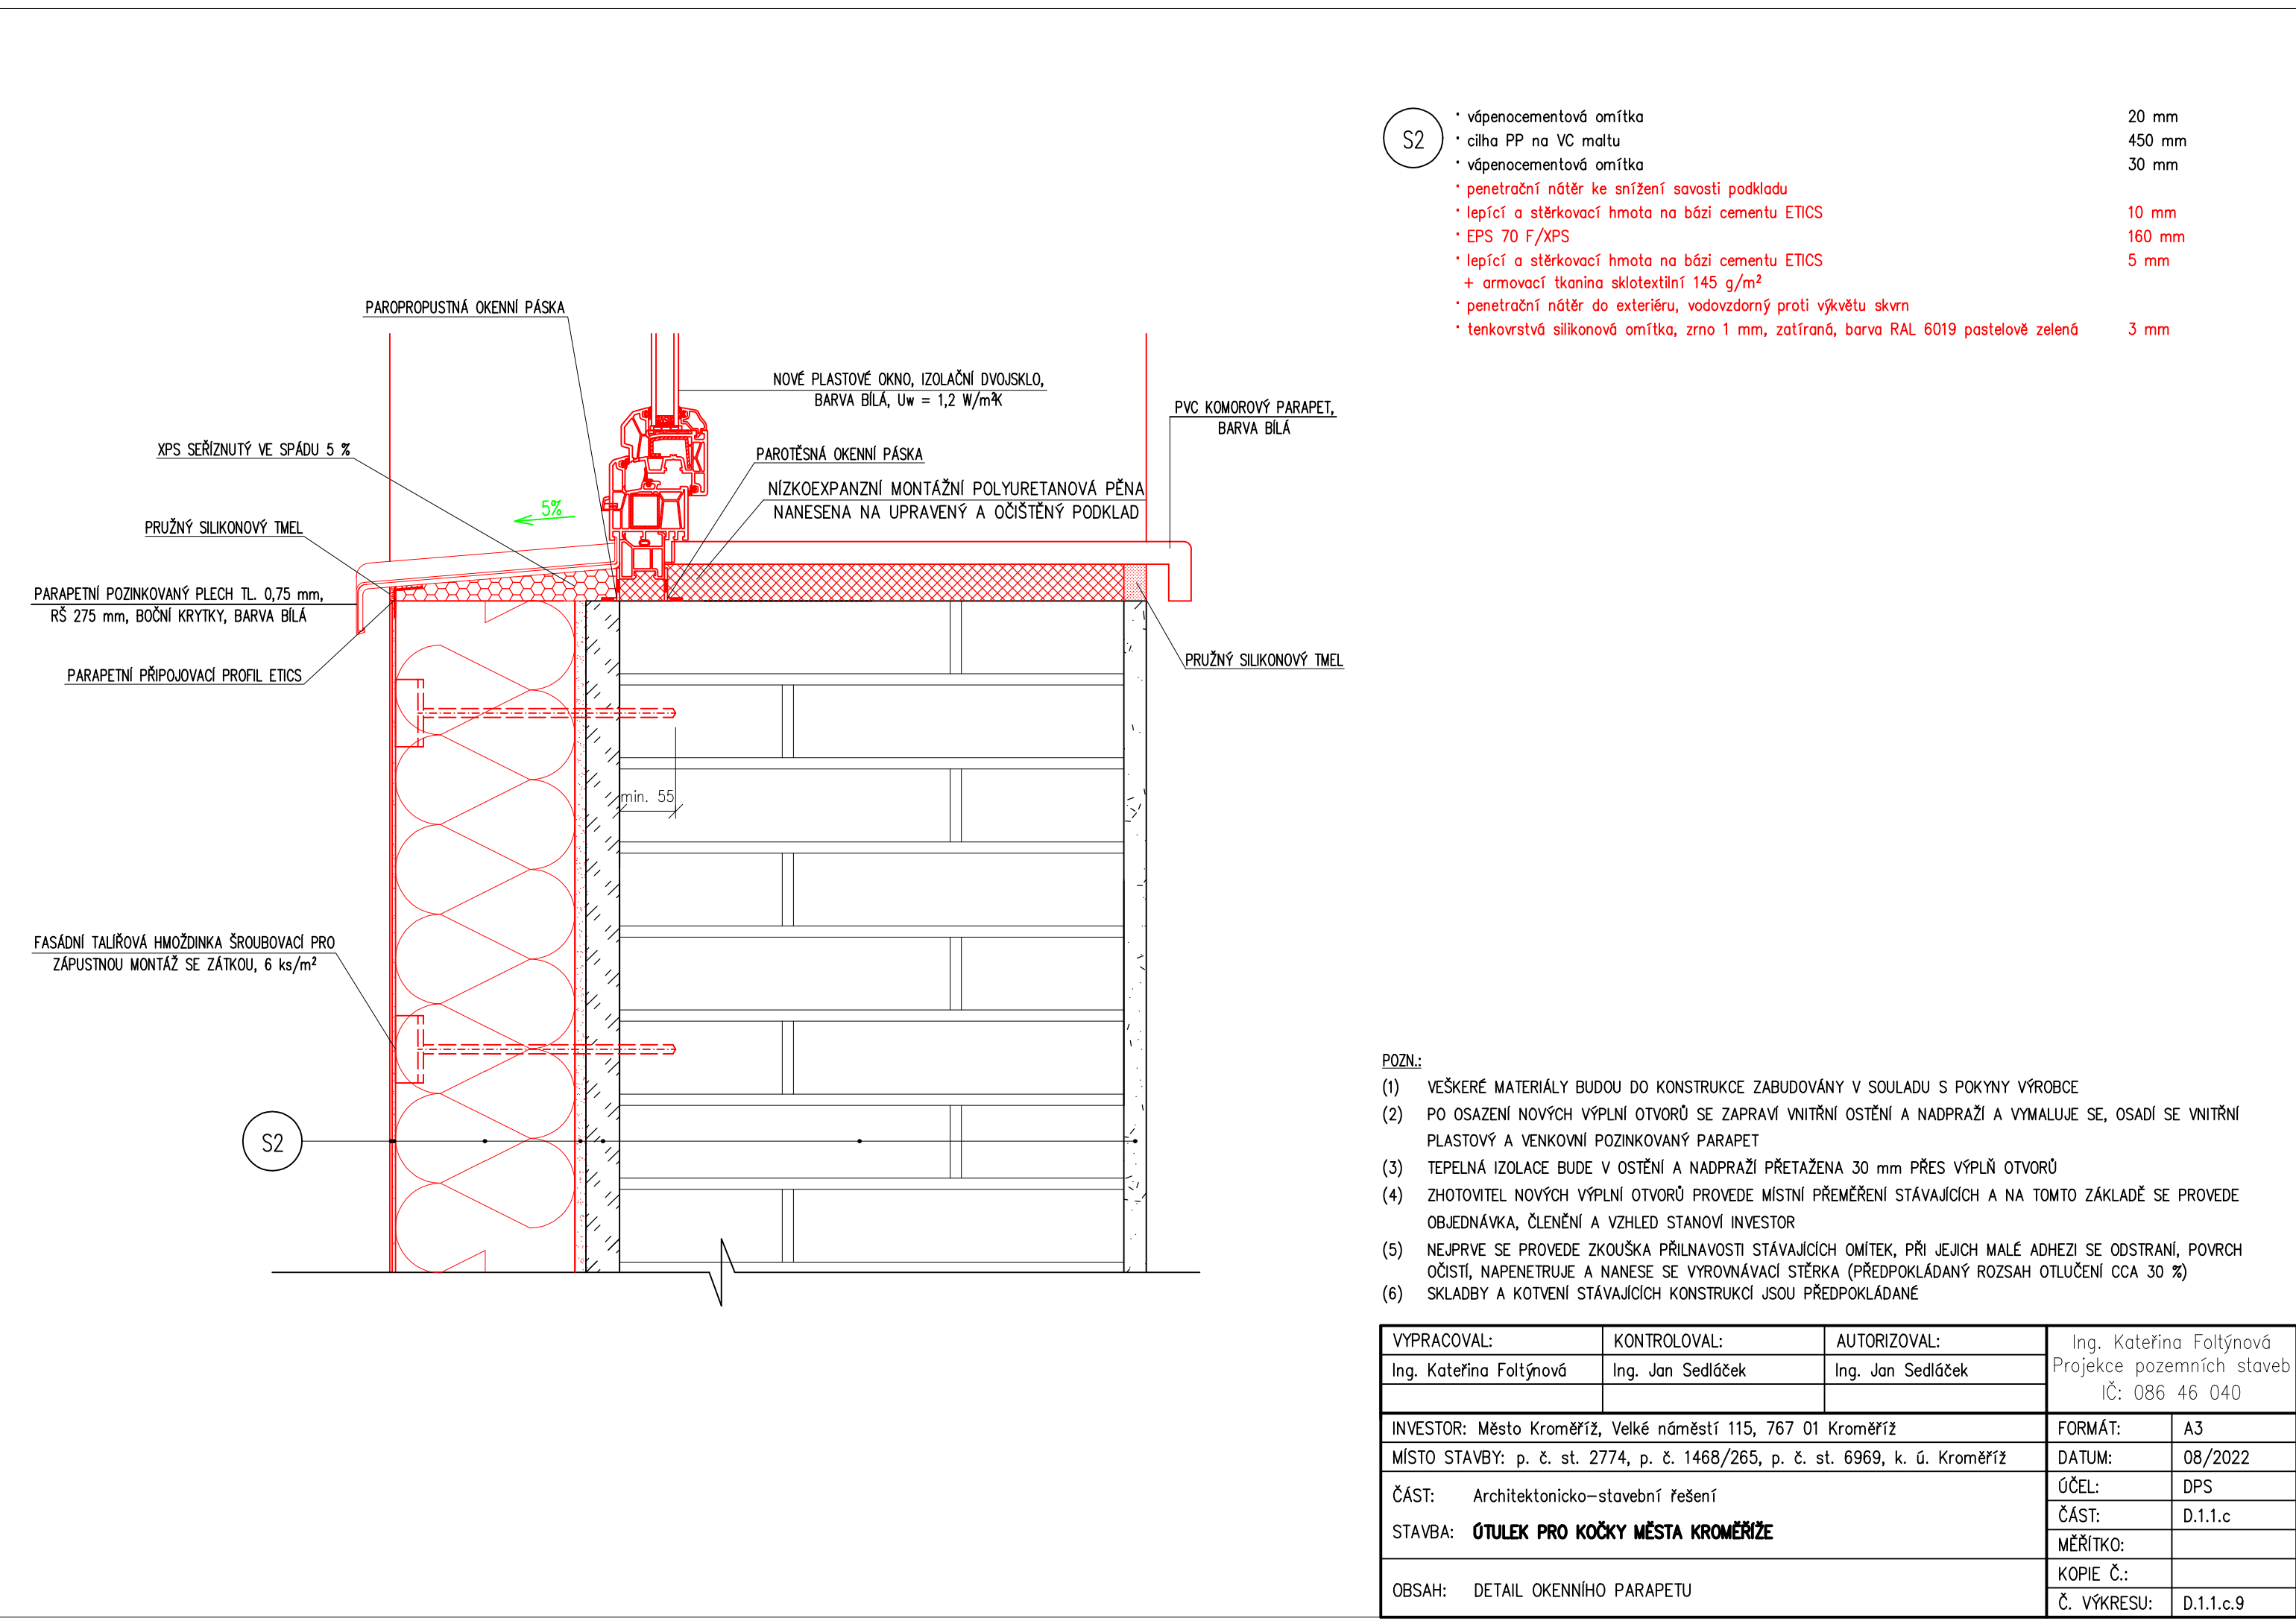 S2
· vápenocementová omítka 20 mm
· cilha PP na VC maltu 450 mm
· vápenocementová omítka 30 mm
· penetrační nátěr ke snížení savosti podkladu
· lepící a stěrkovací hmota na bázi cementu ETICS 10 mm
· EPS 70 F/XPS 160 mm
· lepící a stěrkovací hmota na bázi cementu ETICS 5 mm
+ armovací tkanina sklotextilní 145 g/m²
· penetrační nátěr do exteriéru, vodovzdorný proti výkvětu skvrn
· tenkovrstvá silikonová omítka, zrno 1 mm, zatíraná, barva RAL 6019 pastelově zelená 3 mm
PAROPROPUSTNÁ OKENNÍ PÁSKA
NOVÉ PLASTOVÉ OKNO, IZOLAČNÍ DVOJSKLO,
BARVA BÍLÁ, Uw = 1,2 W/m²K
PVC KOMOROVÝ PARAPET,
BARVA BÍLÁ
XPS SEŘÍZNUTÝ VE SPÁDU 5 %
PAROTĚSNÁ OKENNÍ PÁSKA
NÍZKOEXPANZNÍ MONTÁŽNÍ POLYURETANOVÁ PĚNA
NANESENA NA UPRAVENÝ A OČIŠTĚNÝ PODKLAD
5%
PRUŽNÝ SILIKONOVÝ TMEL
PARAPETNÍ POZINKOVANÝ PLECH TL. 0,75 mm,
RŠ 275 mm, BOČNÍ KRYTKY, BARVA BÍLÁ
PRUŽNÝ SILIKONOVÝ TMEL
PARAPETNÍ PŘIPOJOVACÍ PROFIL ETICS
min. 55
FASÁDNÍ TALÍŘOVÁ HMOŽDINKA ŠROUBOVACÍ PRO
ZÁPUSTNOU MONTÁŽ SE ZÁTKOU, 6 ks/m²
S2
POZN.:
(1) VEŠKERÉ MATERIÁLY BUDOU DO KONSTRUKCE ZABUDOVÁNY V SOULADU S POKYNY VÝROBCE
(2) PO OSAZENÍ NOVÝCH VÝPLNÍ OTVORŮ SE ZAPRAVÍ VNITŘNÍ OSTĚNÍ A NADPRAŽÍ A VYMALUJE SE, OSADÍ SE VNITŘNÍ
PLASTOVÝ A VENKOVNÍ POZINKOVANÝ PARAPET
(3) TEPELNÁ IZOLACE BUDE V OSTĚNÍ A NADPRAŽÍ PŘETAŽENA 30 mm PŘES VÝPLŇ OTVORŮ
(4) ZHOTOVITEL NOVÝCH VÝPLNÍ OTVORŮ PROVEDE MÍSTNÍ PŘEMĚŘENÍ STÁVAJÍCÍCH A NA TOMTO ZÁKLADĚ SE PROVEDE
OBJEDNÁVKA, ČLENĚNÍ A VZHLED STANOVÍ INVESTOR
(5) NEJPRVE SE PROVEDE ZKOUŠKA PŘILNAVOSTI STÁVAJÍCÍCH OMÍTEK, PŘI JEJICH MALÉ ADHEZI SE ODSTRANÍ, POVRCH
OČISTÍ, NAPENETRUJE A NANESE SE VYROVNÁVACÍ STĚRKA (PŘEDPOKLÁDANÝ ROZSAH OTLUČENÍ CCA 30 %)
(6) SKLADBY A KOTVENÍ STÁVAJÍCÍCH KONSTRUKCÍ JSOU PŘEDPOKLÁDANÉ
VYPRACOVAL: KONTROLOVAL: AUTORIZOVAL:
Ing. Kateřina Foltýnová Ing. Jan Sedláček Ing. Jan Sedláček
Ing. Kateřina Foltýnová
Projekce pozemních staveb
IČ: 086 46 040
INVESTOR: Město Kroměříž, Velké náměstí 115, 767 01 Kroměříž
MÍSTO STAVBY: p. č. st. 2774, p. č. 1468/265, p. č. st. 6969, k. ú. Kroměříž
ČÁST: Architektonicko–stavební řešení
STAVBA: ÚTULEK PRO KOČKY MĚSTA KROMĚŘÍŽE
OBSAH: DETAIL OKENNÍHO PARAPETU
FORMÁT: A3
DATUM: 08/2022
ÚČEL: DPS
ČÁST: D.1.1.c
MĚŘÍTKO:
KOPIE Č.:
Č. VÝKRESU: D.1.1.c.9